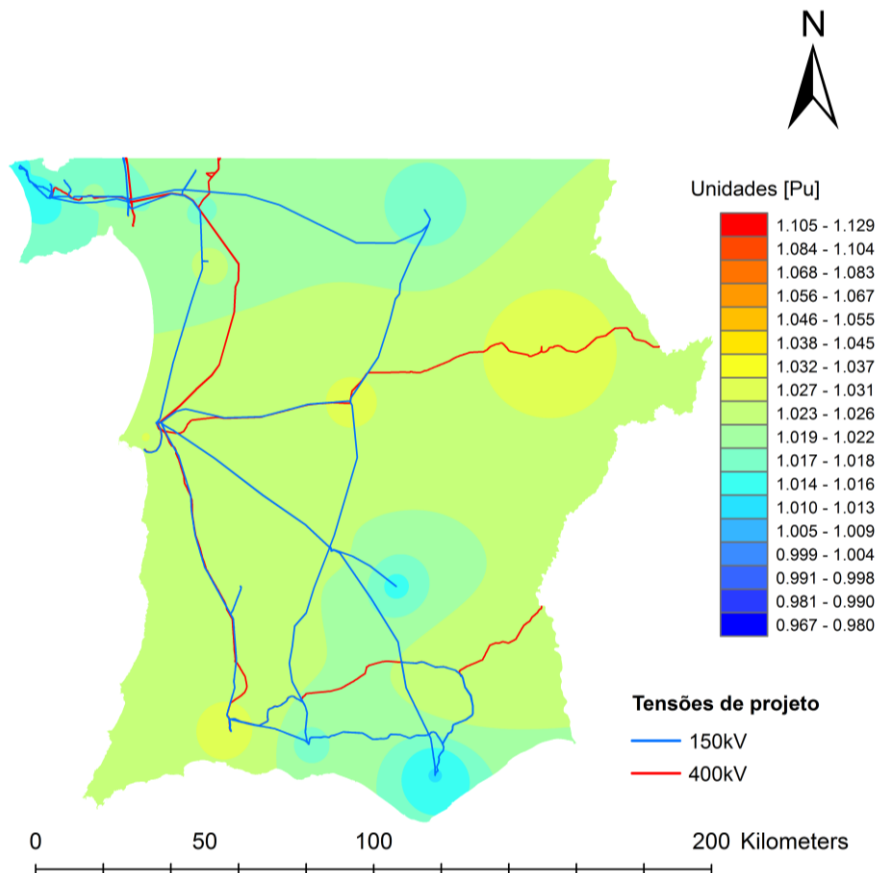 N
Unidades [Pu]
1.105 - 1.129
1.084 - 1.104
1.068 - 1.083
1.056 - 1.067
1.046 - 1.055
1.038 - 1.045
1.032 - 1.037
1.027 - 1.031
1.023 - 1.026
1.019 - 1.022
1.017 - 1.018
1.014 - 1.016
1.010 - 1.013
1.005 - 1.009
0.999 - 1.004
0.991 - 0.998
0.981 - 0.990
0.967 - 0.980
Tensões de projeto
150kV
400kV
0 50 100 200 Kilometers